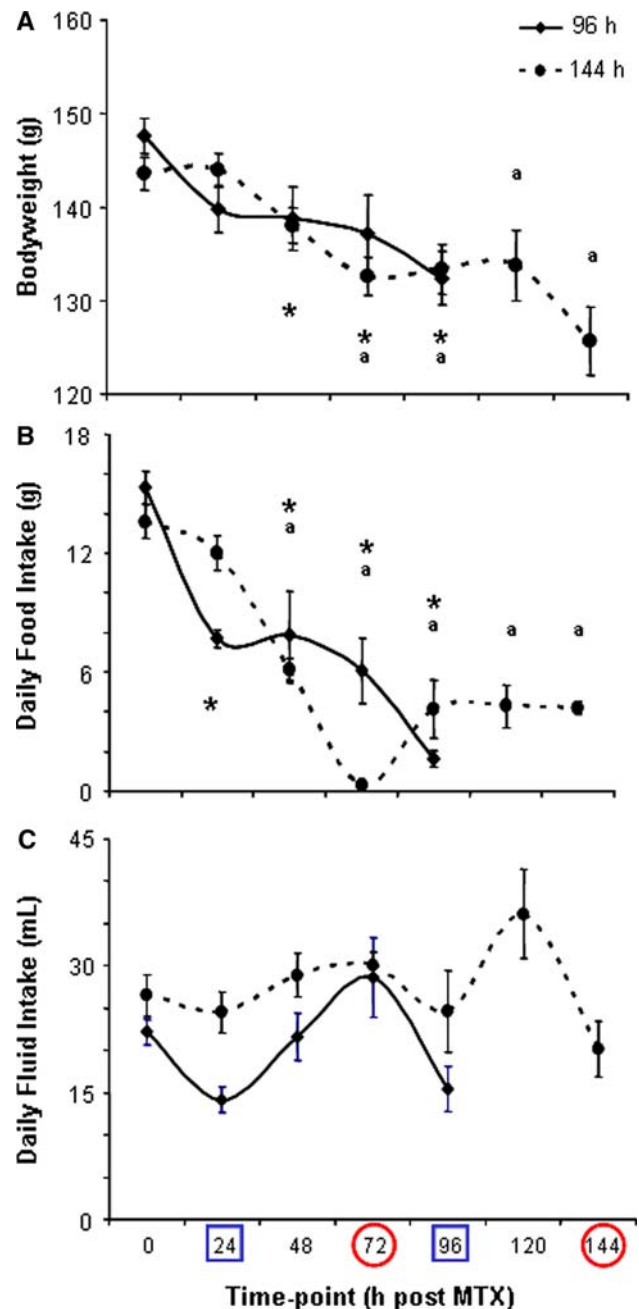 A
160
96 h
144 h
150
Bodyweight (g)
140
a
a
130
* * *
a a
120
B
18
* * *
a a a a a
12
Daily Food Intake (g)
6
*
0
C
45
Daily Fluid Intake (mL)
30
15
0
0 24 48 72 96 120 144
Time-point (h post MTX)